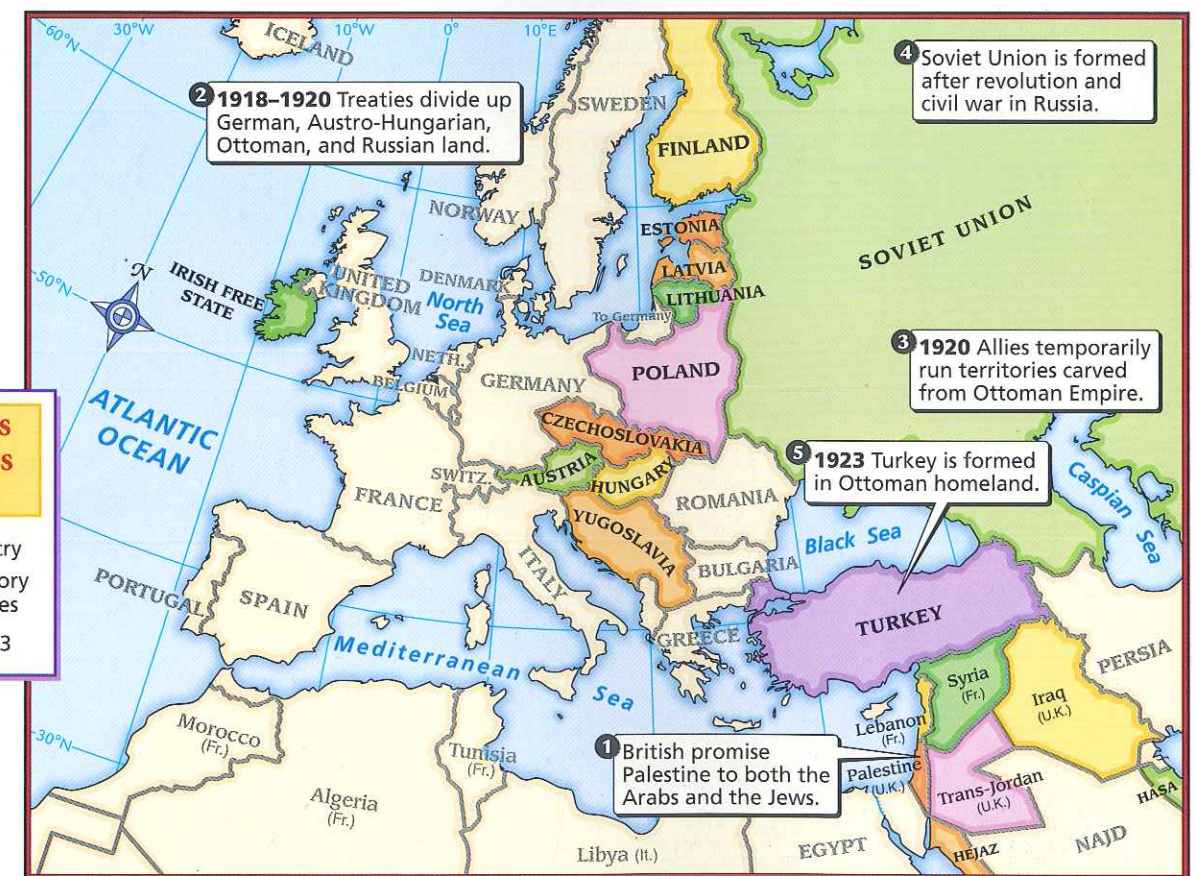 60°N
30°W
10°W
0°
10°E
ICELAND
2 1918–1920 Treaties divide up
German, Austro-Hungarian,
Ottoman, and Russian land.
4 Soviet Union is formed
after revolution and
civil war in Russia.
SWEDEN
FINLAND
NORWAY
ESTONIA
SOVIET UNION
LATVIA
LITHUANIA
To Germany
50°N
N
IRISH FREE
STATE
UNITED
KINGDOM
DENMARK
North
Sea
NETH.
BELGIUM
GERMANY
POLAND
3 1920 Allies temporarily
run territories carved
from Ottoman Empire.
s
s
try
ory
es
3
ATLANTIC
OCEAN
CZECHOSLOVAKIA
5 1923 Turkey is formed
in Ottoman homeland.
SWITZ.
AUSTRIA
HUNGARY
FRANCE
ROMANIA
Caspian
Sea
YUGOSLAVIA
Black Sea
ITALY
BULGARIA
PORTUGAL
SPAIN
GREECE
TURKEY
PERSIA
Mediterranean
Sea
Syria
(Fr.)
Iraq
(U.K.)
30°N
Morocco
(Fr.)
Tunisia
(Fr.)
Lebanon
(Fr.)
1 British promise
Palestine to both the
Arabs and the Jews.
Palestine
(U.K.)
Trans-Jordan
(U.K.)
HASA
Algeria
(Fr.)
Libya (It.)
EGYPT
HEJAZ
NAJD